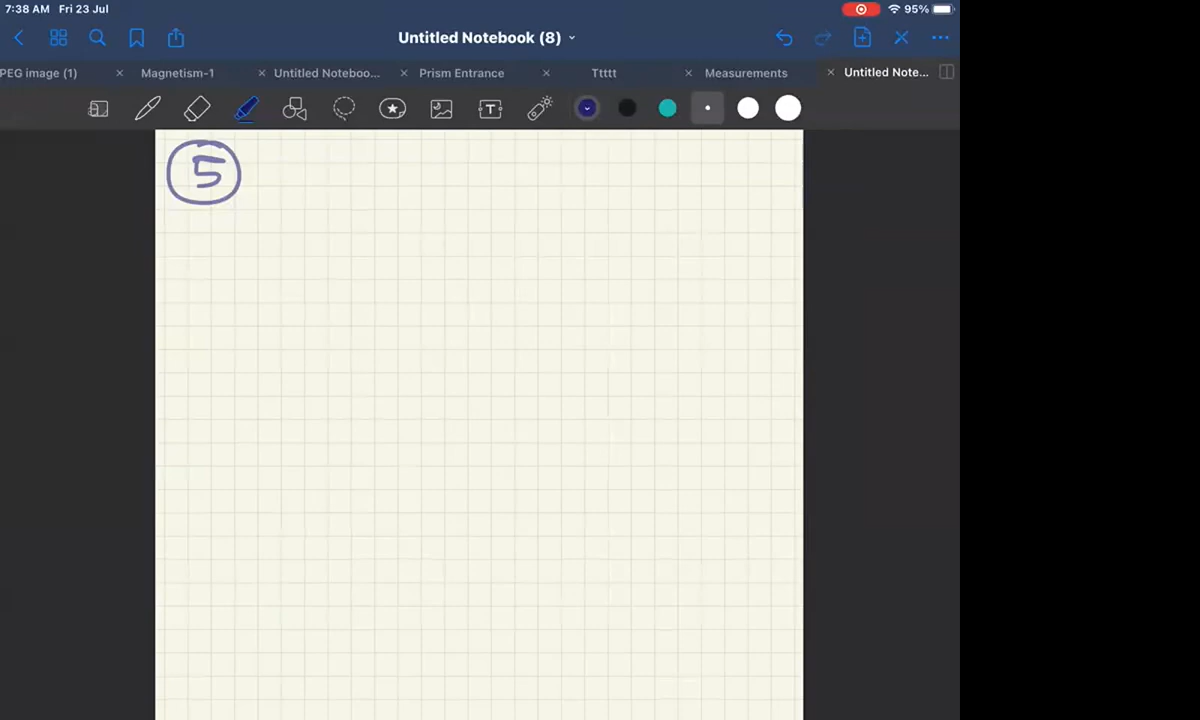 7:38 AM Fri 23 Jul 95%
Untitled Notebook (8)
PEG image (1) Magnetism-1 Untitled Noteboo... Prism Entrance Ttttt Measurements Untitled Note...
T
5